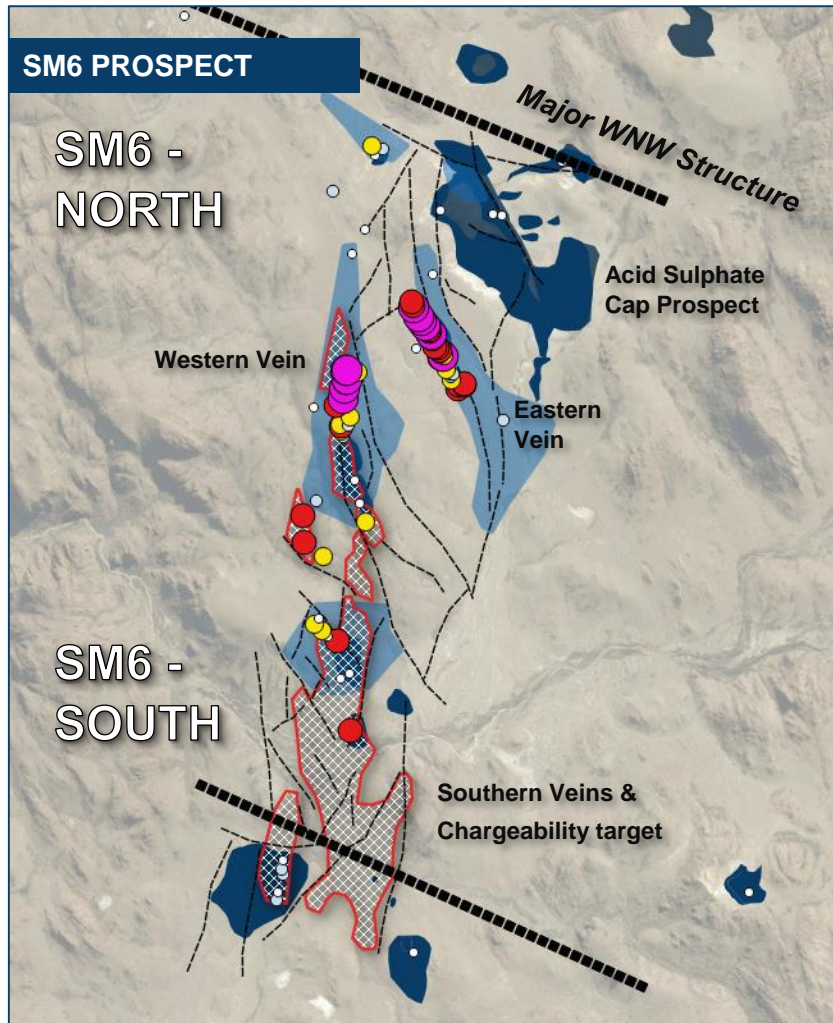 SM6 PROSPECT
Major WNW Structure
SM6 -
NORTH
Acid Sulphate
Cap Prospect
Western Vein
Eastern
Vein
SM6 -
SOUTH
Southern Veins &
Chargeability target